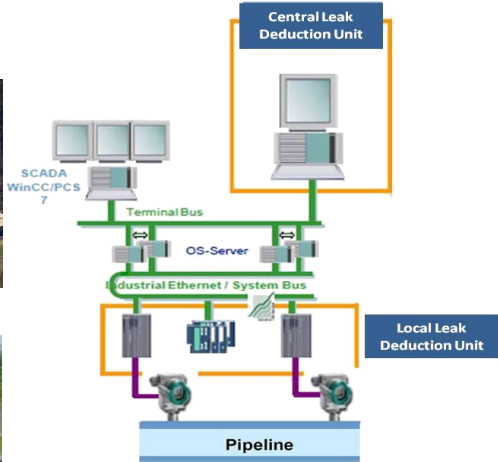 Central Leak
Deduction Unit
SCADA
WinCC/PCS
7
Terminal Bus
OS-Server
Industrial Ethernet / System Bus
Local Leak
Deduction Unit
Pipeline